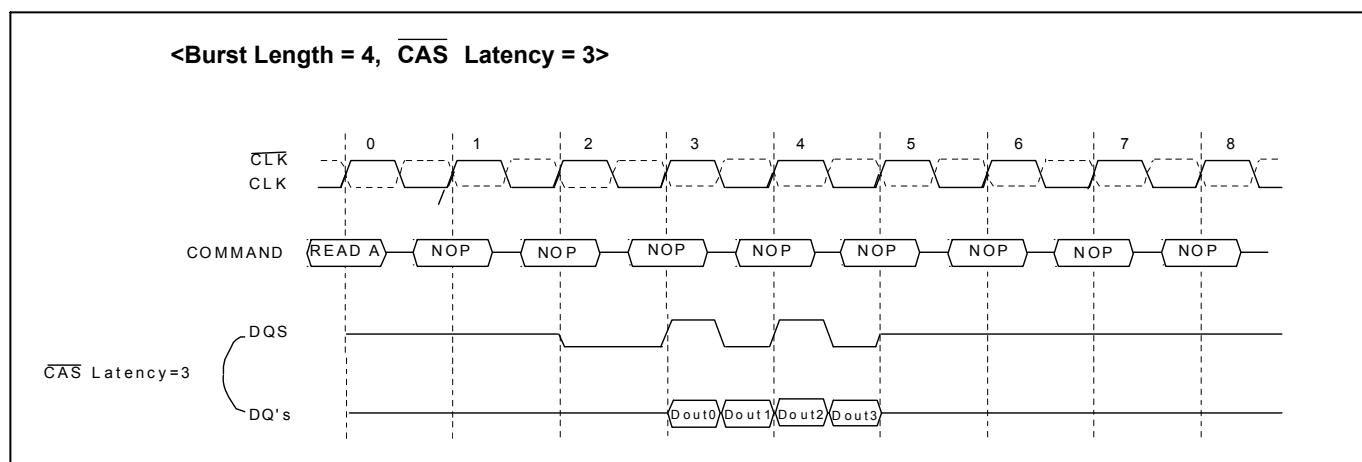 <Burst Length = 4, CAS Latency = 3>
0 1 2 3 4 5 6 7 8
CLK
CLK
COMMAND READ A NOP NOP NOP NOP NOP NOP NOP NOP
DQS
CAS Latency=3
DQ's Dout0 Dout1 Dout2 Dout3